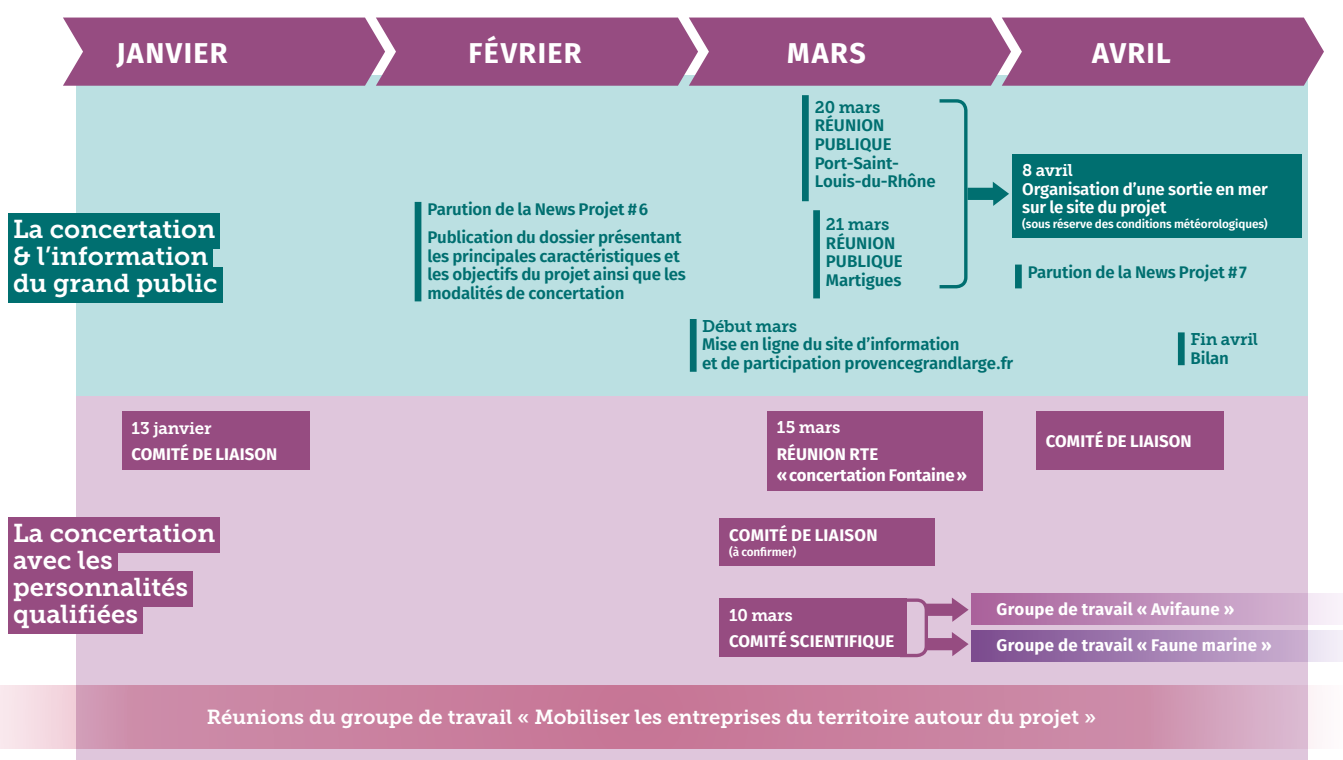 JANVIER
FÉVRIER
MARS
AVRIL
La concertation
& l’information
du grand public
Parution de la News Projet #6
Publication du dossier présentant
les principales caractéristiques et
les objectifs du projet ainsi que les
modalités de concertation
20 mars
RÉUNION
PUBLIQUE
Port-Saint-
Louis-du-Rhône
21 mars
RÉUNION
PUBLIQUE
Martigues
Début mars
Mise en ligne du site d’information
et de participation provencegrandlarge.fr
8 avril
Organisation d’une sortie en mer
sur le site du projet
(sous réserve des conditions météorologiques)
Parution de la News Projet #7
Fin avril
Bilan
La concertation
avec les
personnalités
qualifiées
13 janvier
COMITÉ DE LIAISON
15 mars
RÉUNION RTE
« concertation Fontaine »
COMITÉ DE LIAISON
(à confirmer)
10 mars
COMITÉ SCIENTIFIQUE
COMITÉ DE LIAISON
Groupe de travail « Avifaune »
Groupe de travail « Faune marine »
Réunions du groupe de travail « Mobiliser les entreprises du territoire autour du projet »